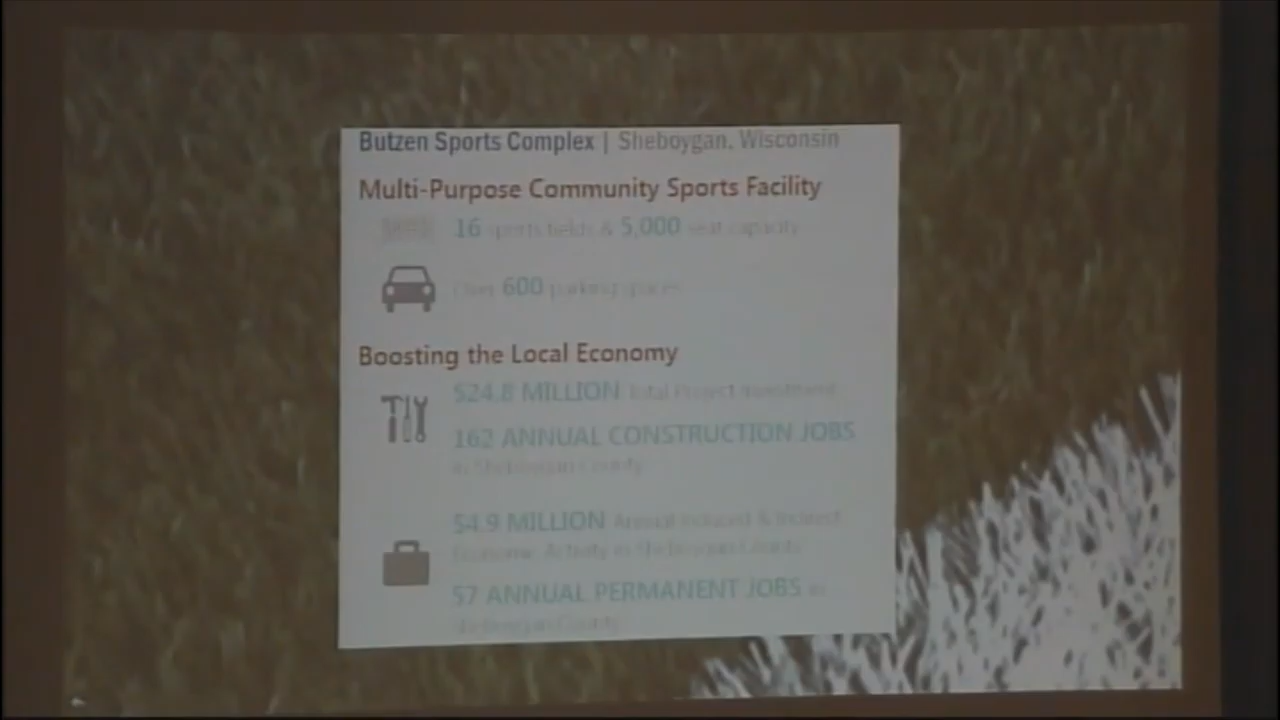 Butzen Sports Complex | Sheboygan, Wisconsin
Multi-Purpose Community Sports Facility
16 sports fields & 5,000 seat capacity
Over 600 parking spaces
Boosting the Local Economy
$24.8 MILLION Total Project Investment
162 ANNUAL CONSTRUCTION JOBS
in Sheboygan County
$4.9 MILLION Annual Induced & Indirect
Economic Activity in Sheboygan County
57 ANNUAL PERMANENT JOBS in
Sheboygan County